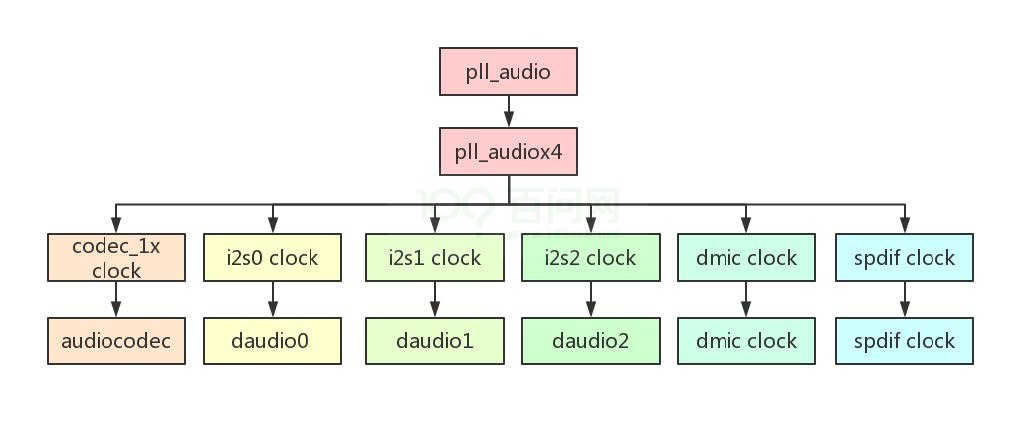 pll_audio
pll_audiox4
100 百问网
codec_1x
clock
i2s0 clock
i2s1 clock
i2s2 clock
dmic clock
spdif clock
audiocodec
daudio0
daudio1
daudio2
dmic clock
spdif clock